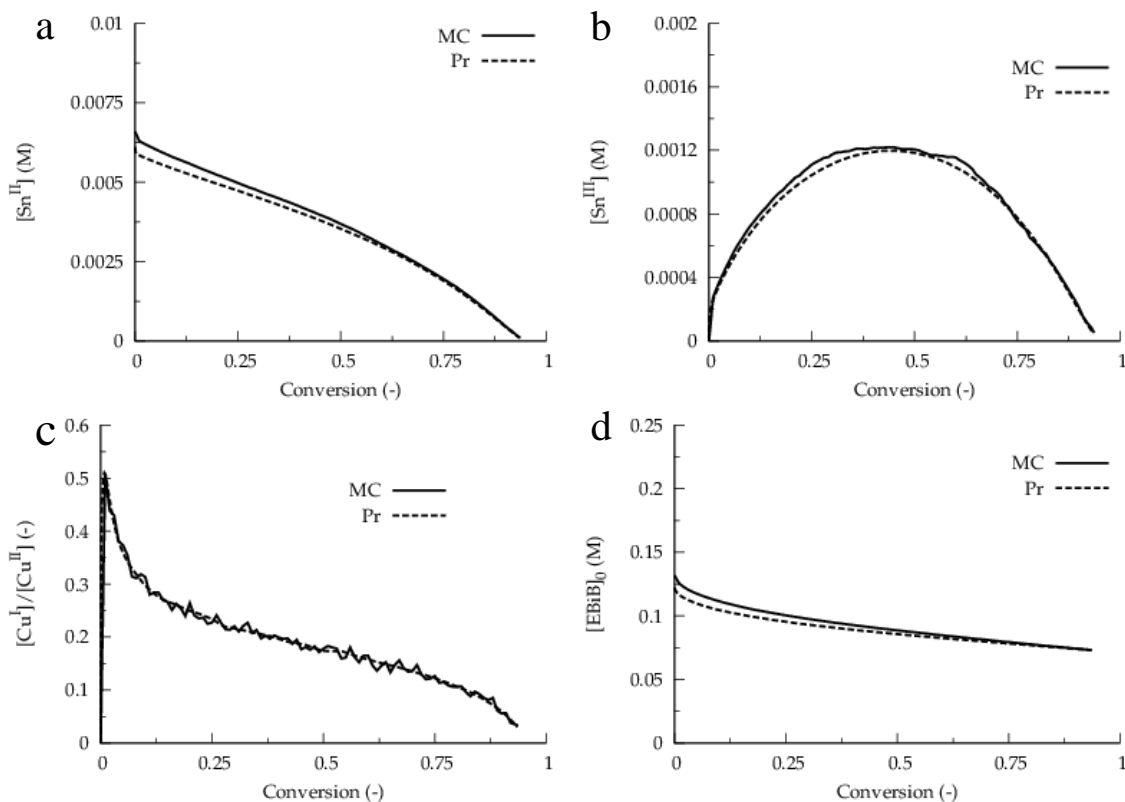 a
0.01
0.0075
0.005
0.0025
0
[Sn^II] (M)
MC
Pr
0 0.25 0.5 0.75 1
Conversion (-)
b
0.002
0.0016
0.0012
0.0008
0.0004
0
[Sn^III] (M)
MC
Pr
0 0.25 0.5 0.75 1
Conversion (-)
c
0.6
0.5
0.4
0.3
0.2
0.1
0
[Cu^I]/[Cu^II] (-)
MC
Pr
0 0.25 0.5 0.75 1
Conversion (-)
d
0.25
0.2
0.15
0.1
0.05
0
[EBiB]_0 (M)
MC
Pr
0 0.25 0.5 0.75 1
Conversion (-)